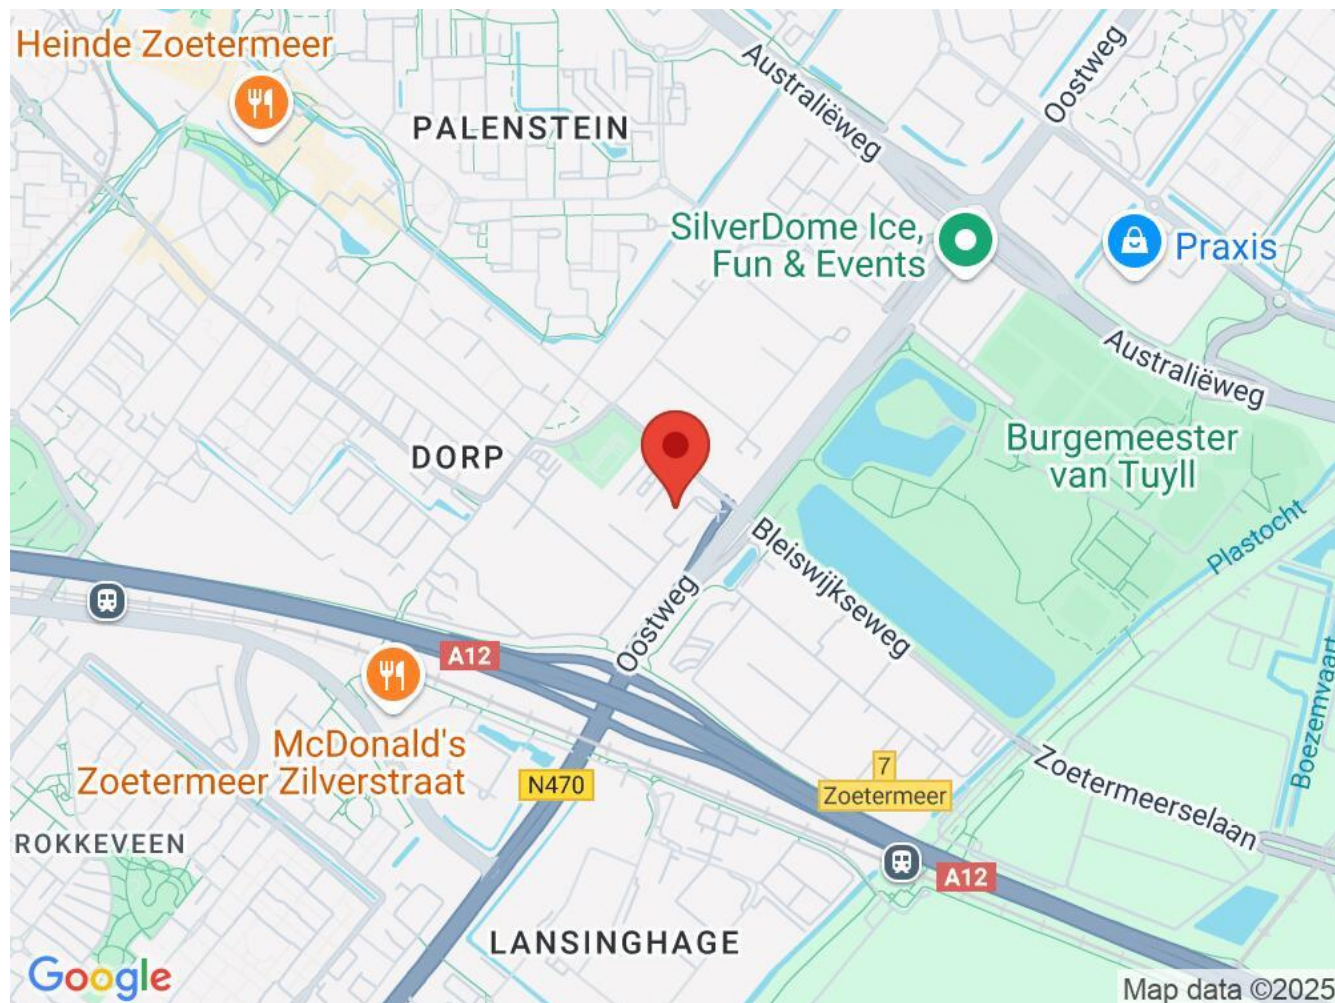 Heinde Zoetermeer
PALENSTEIN
Australiëweg
Oostweg
SilverDome Ice,
Fun & Events
Praxis
Australiëweg
DORP
Burgemeester
van Tuyll
Plastocht
Bleiswijkseweg
Oostweg
A12
Boezemvaart
McDonald's
Zoetermeer Zilverstraat
N470
7
Zoetermeer
Zoetermeerselaan
ROKKEVEEN
A12
LANSINGHAGE
Google
Map data ©2025